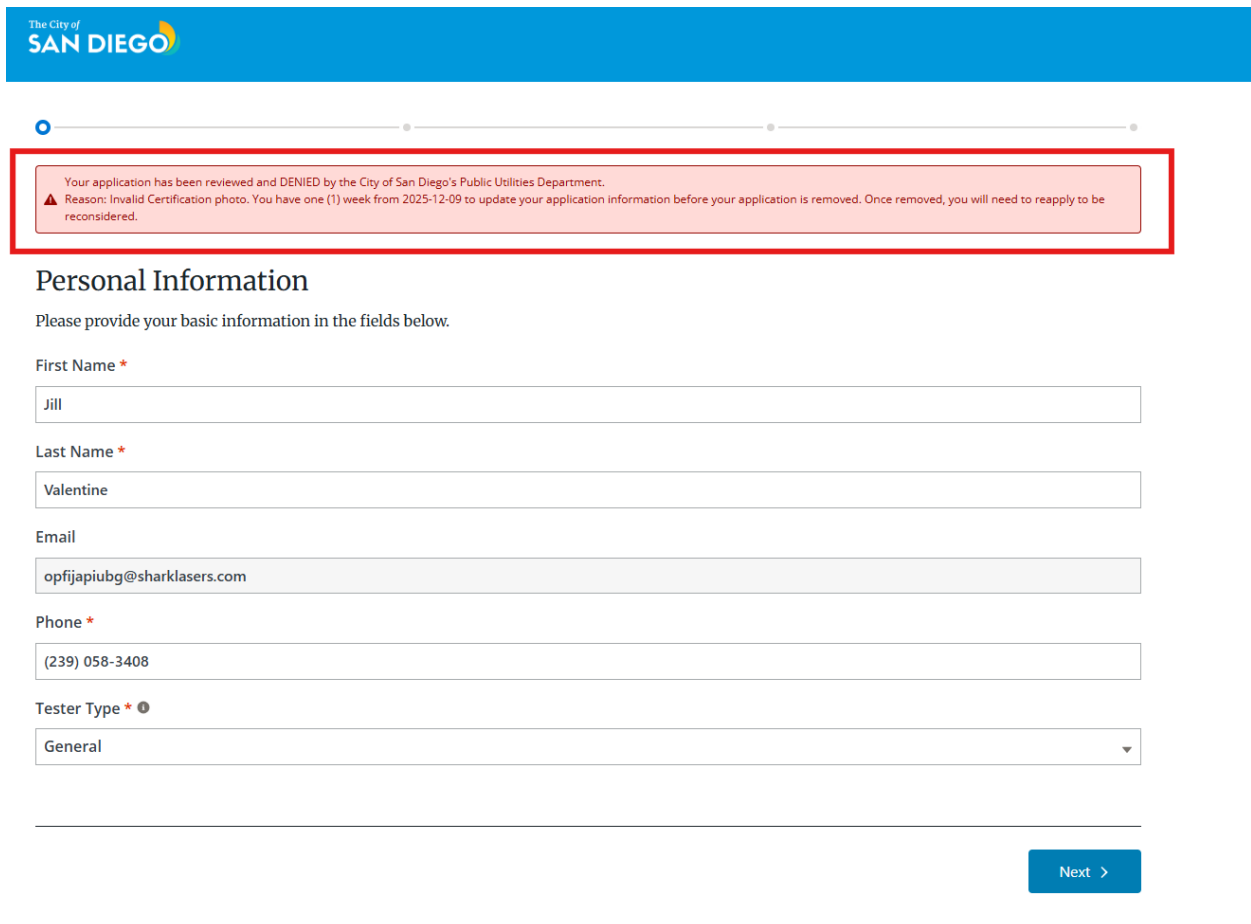 The City of
SAN DIEGO
Your application has been reviewed and DENIED by the City of San Diego's Public Utilities Department.
Reason: Invalid Certification photo. You have one (1) week from 2025-12-09 to update your application information before your application is removed. Once removed, you will need to reapply to be
reconsidered.
Personal Information
Please provide your basic information in the fields below.
First Name *
Jill
Last Name *
Valentine
Email
opfijapiubg@sharklasers.com
Phone *
(239) 058-3408
Tester Type *
General
Next